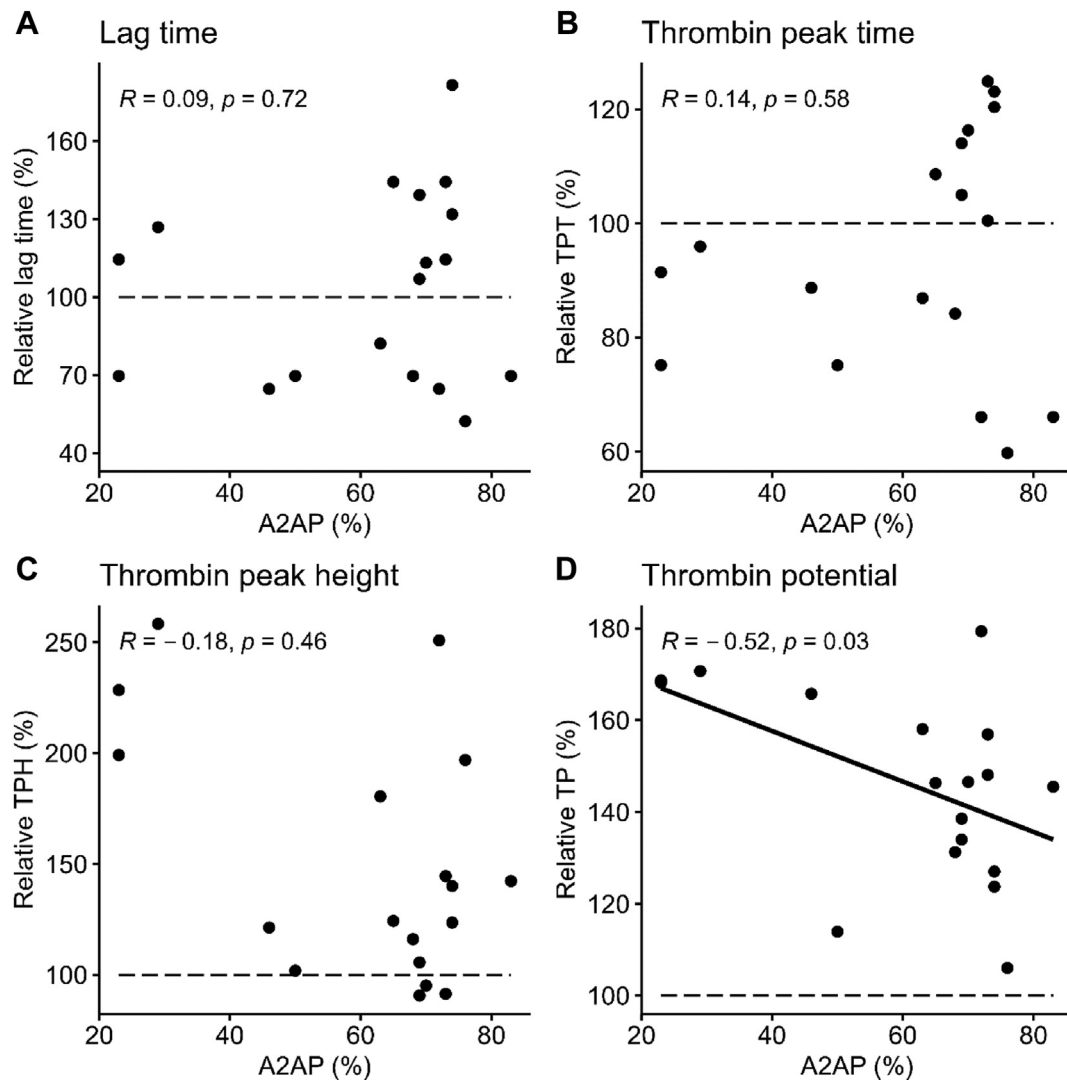 A Lag time
R = 0.09, p = 0.72
Relative lag time (%)
160
130
100
70
40
20 40 60 80
A2AP (%)
B Thrombin peak time
R = 0.14, p = 0.58
Relative TPT (%)
120
100
80
60
20 40 60 80
A2AP (%)
C Thrombin peak height
R = −0.18, p = 0.46
Relative TPH (%)
250
200
150
100
20 40 60 80
A2AP (%)
D Thrombin potential
R = −0.52, p = 0.03
Relative TP (%)
180
160
140
120
100
20 40 60 80
A2AP (%)